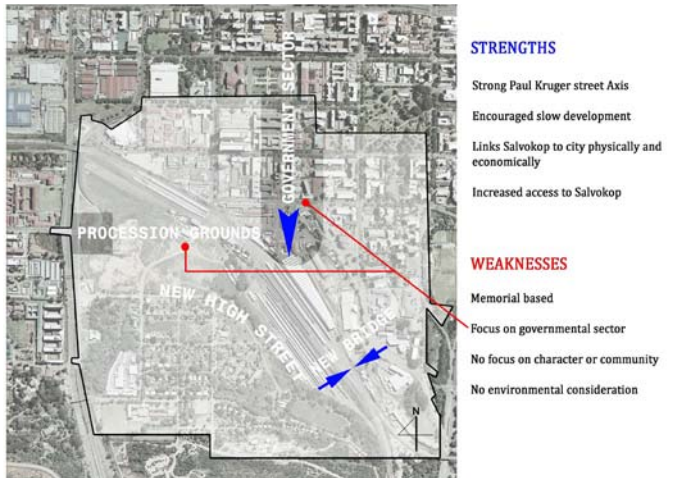 GOVERNMENT SECTOR
PROCESSION GROUNDS
NEW HIGH STREET
NEW BRIDGE
N
STRENGTHS
Strong Paul Kruger street Axis
Encouraged slow development
Links Salvokop to city physically and
economically
Increased access to Salvokop
WEAKNESSES
Memorial based
Focus on governmental sector
No focus on character or community
No environmental consideration